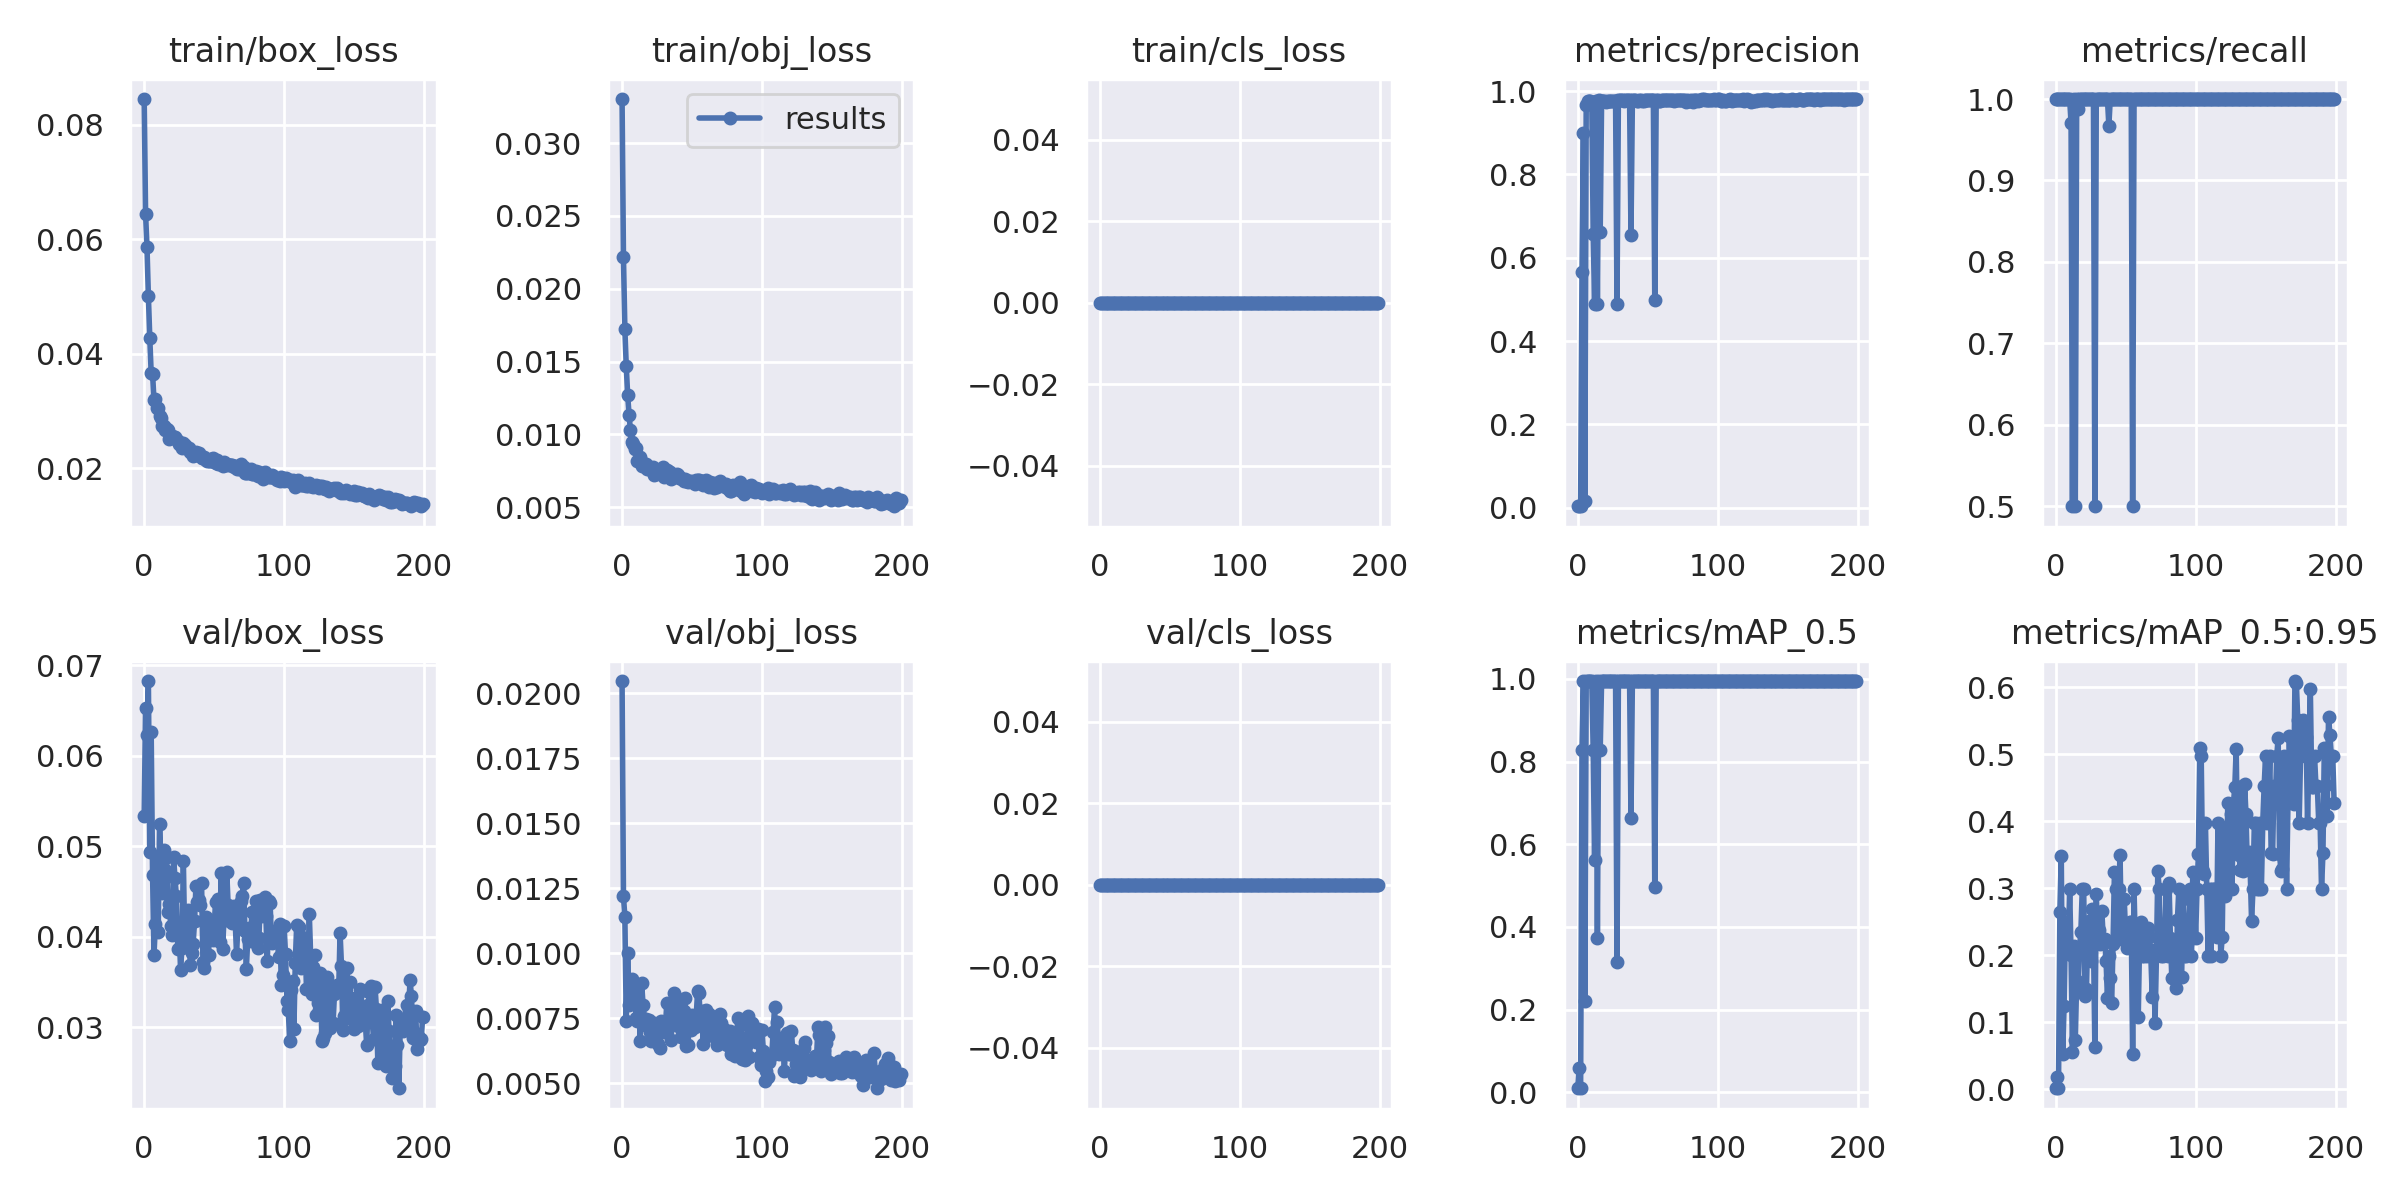 train/box_loss
0.08
0.06
0.04
0.02
0 100 200
train/obj_loss
results
0.030
0.025
0.020
0.015
0.010
0.005
0 100 200
train/cls_loss
0.04
0.02
0.00
−0.02
−0.04
0 100 200
metrics/precision
1.0
0.8
0.6
0.4
0.2
0.0
0 100 200
metrics/recall
1.0
0.9
0.8
0.7
0.6
0.5
0 100 200
val/box_loss
0.07
0.06
0.05
0.04
0.03
0 100 200
val/obj_loss
0.0200
0.0175
0.0150
0.0125
0.0100
0.0075
0.0050
0 100 200
val/cls_loss
0.04
0.02
0.00
−0.02
−0.04
0 100 200
metrics/mAP_0.5
1.0
0.8
0.6
0.4
0.2
0.0
0 100 200
metrics/mAP_0.5:0.95
0.6
0.5
0.4
0.3
0.2
0.1
0.0
0 100 200